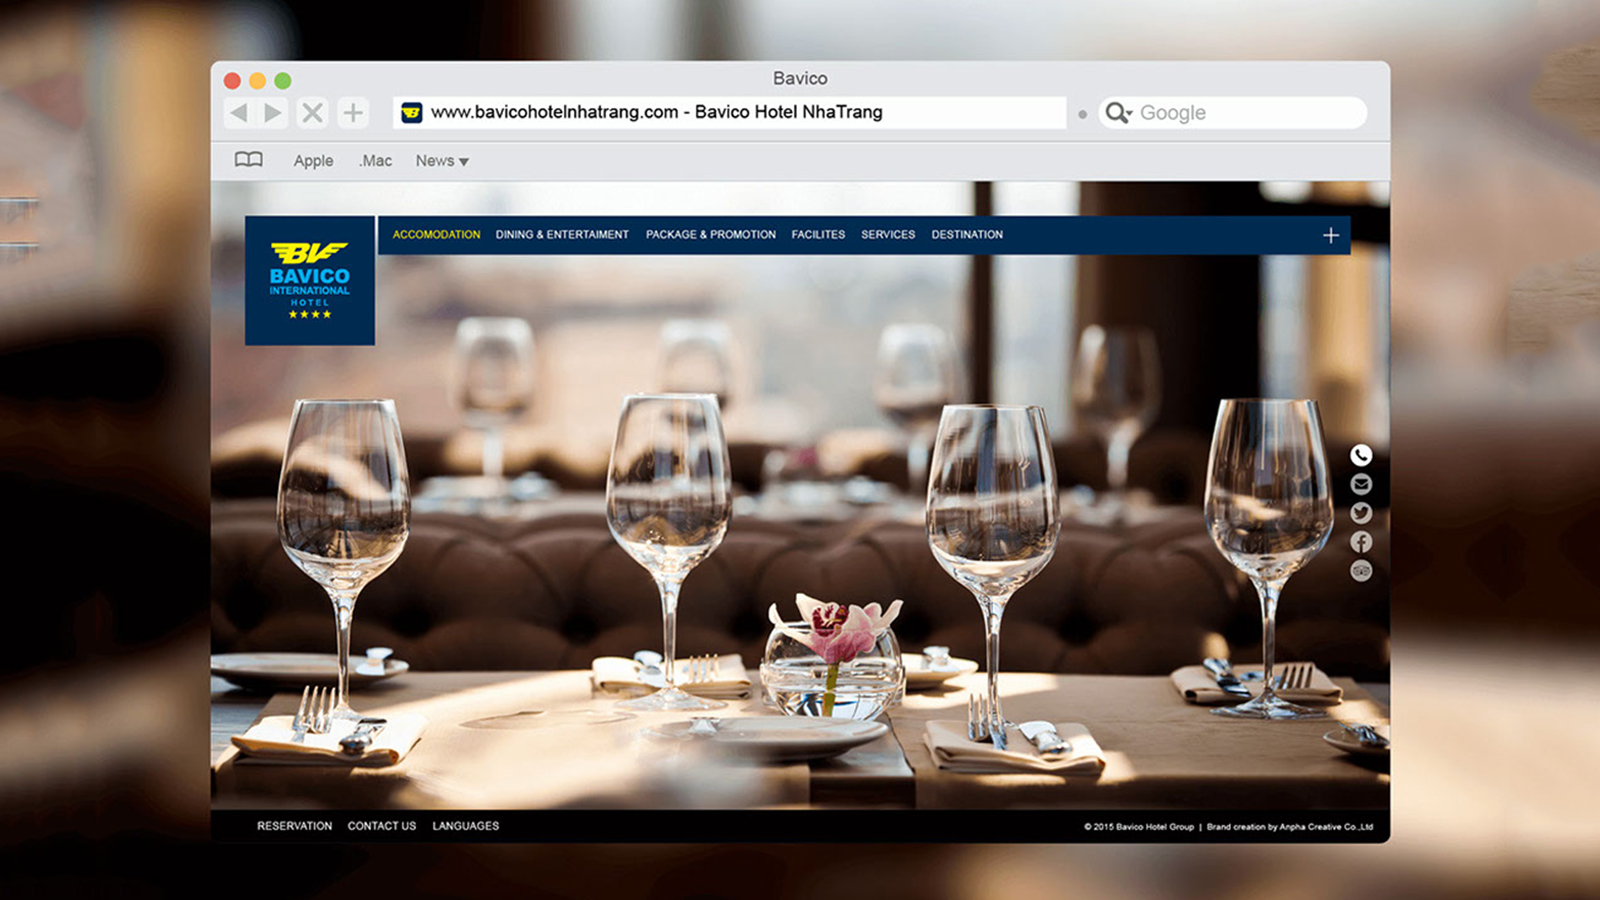 Bavico
www.bavicohotelnhatrang.com - Bavico Hotel NhaTrang
Google
Apple .Mac News
ACCOMODATION DINING & ENTERTAIMENT PACKAGE & PROMOTION FACILITES SERVICES DESTINATION
BV
BAVICO
INTERNATIONAL
HOTEL
RESERVATION CONTACT US LANGUAGES
© 2015 Bavico Hotel Group | Brand creation by Anpha Creative Co.,Ltd